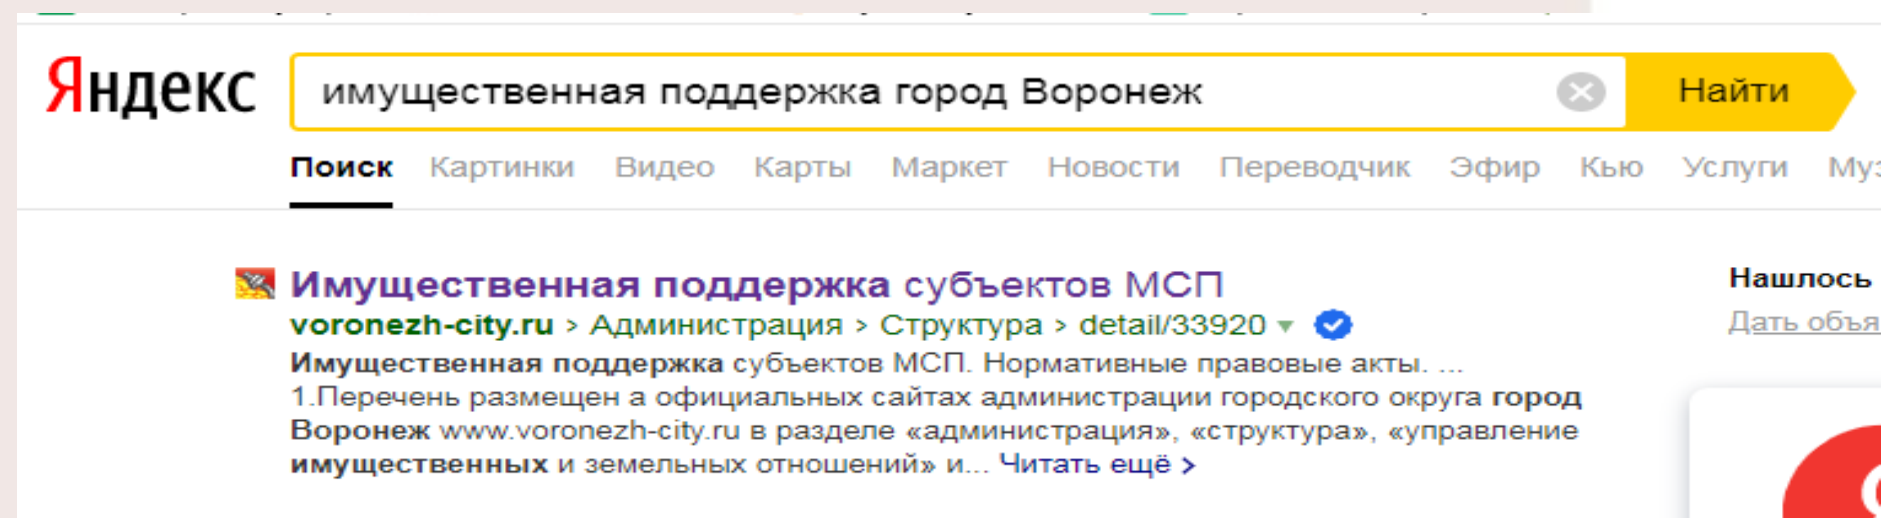 Яндекс
имущественная поддержка город Воронеж
Найти
Поиск Картинки Видео Карты Маркет Новости Переводчик Эфир Кью Услуги Муз
Имущественная поддержка субъектов МСП
voronezh-city.ru > Администрация > Структура > detail/33920
Имущественная поддержка субъектов МСП. Нормативные правовые акты. ...
1.Перечень размещен а официальных сайтах администрации городского округа город
Воронеж www.voronezh-city.ru в разделе «администрация», «структура», «управление
имущественных и земельных отношений» и... Читать ещё >
Нашлось
Дать объя